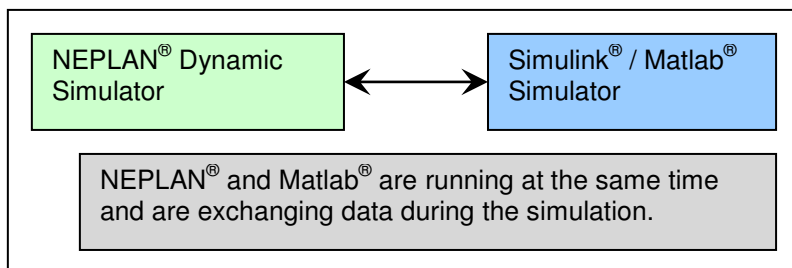 NEPLAN® Dynamic
Simulator
Simulink® / Matlab®
Simulator
NEPLAN® and Matlab® are running at the same time
and are exchanging data during the simulation.